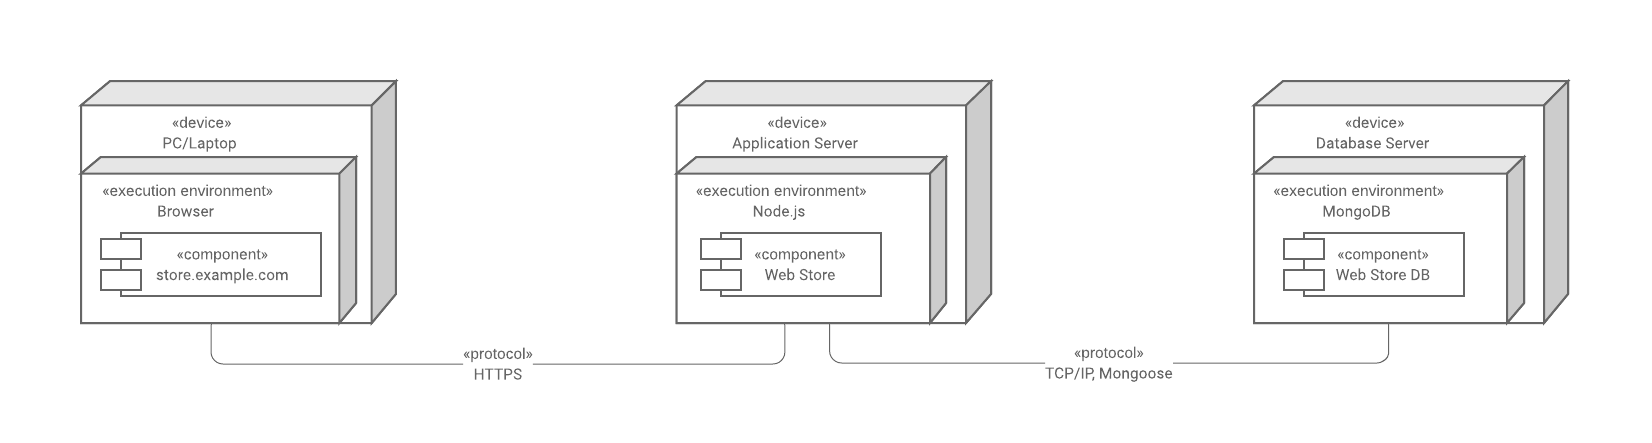 «device»
PC/Laptop
«execution environment»
Browser
«component»
store.example.com
«device»
Application Server
«execution environment»
Node.js
«component»
Web Store
«device»
Database Server
«execution environment»
MongoDB
«component»
Web Store DB
«protocol»
HTTPS
«protocol»
TCP/IP, Mongoose